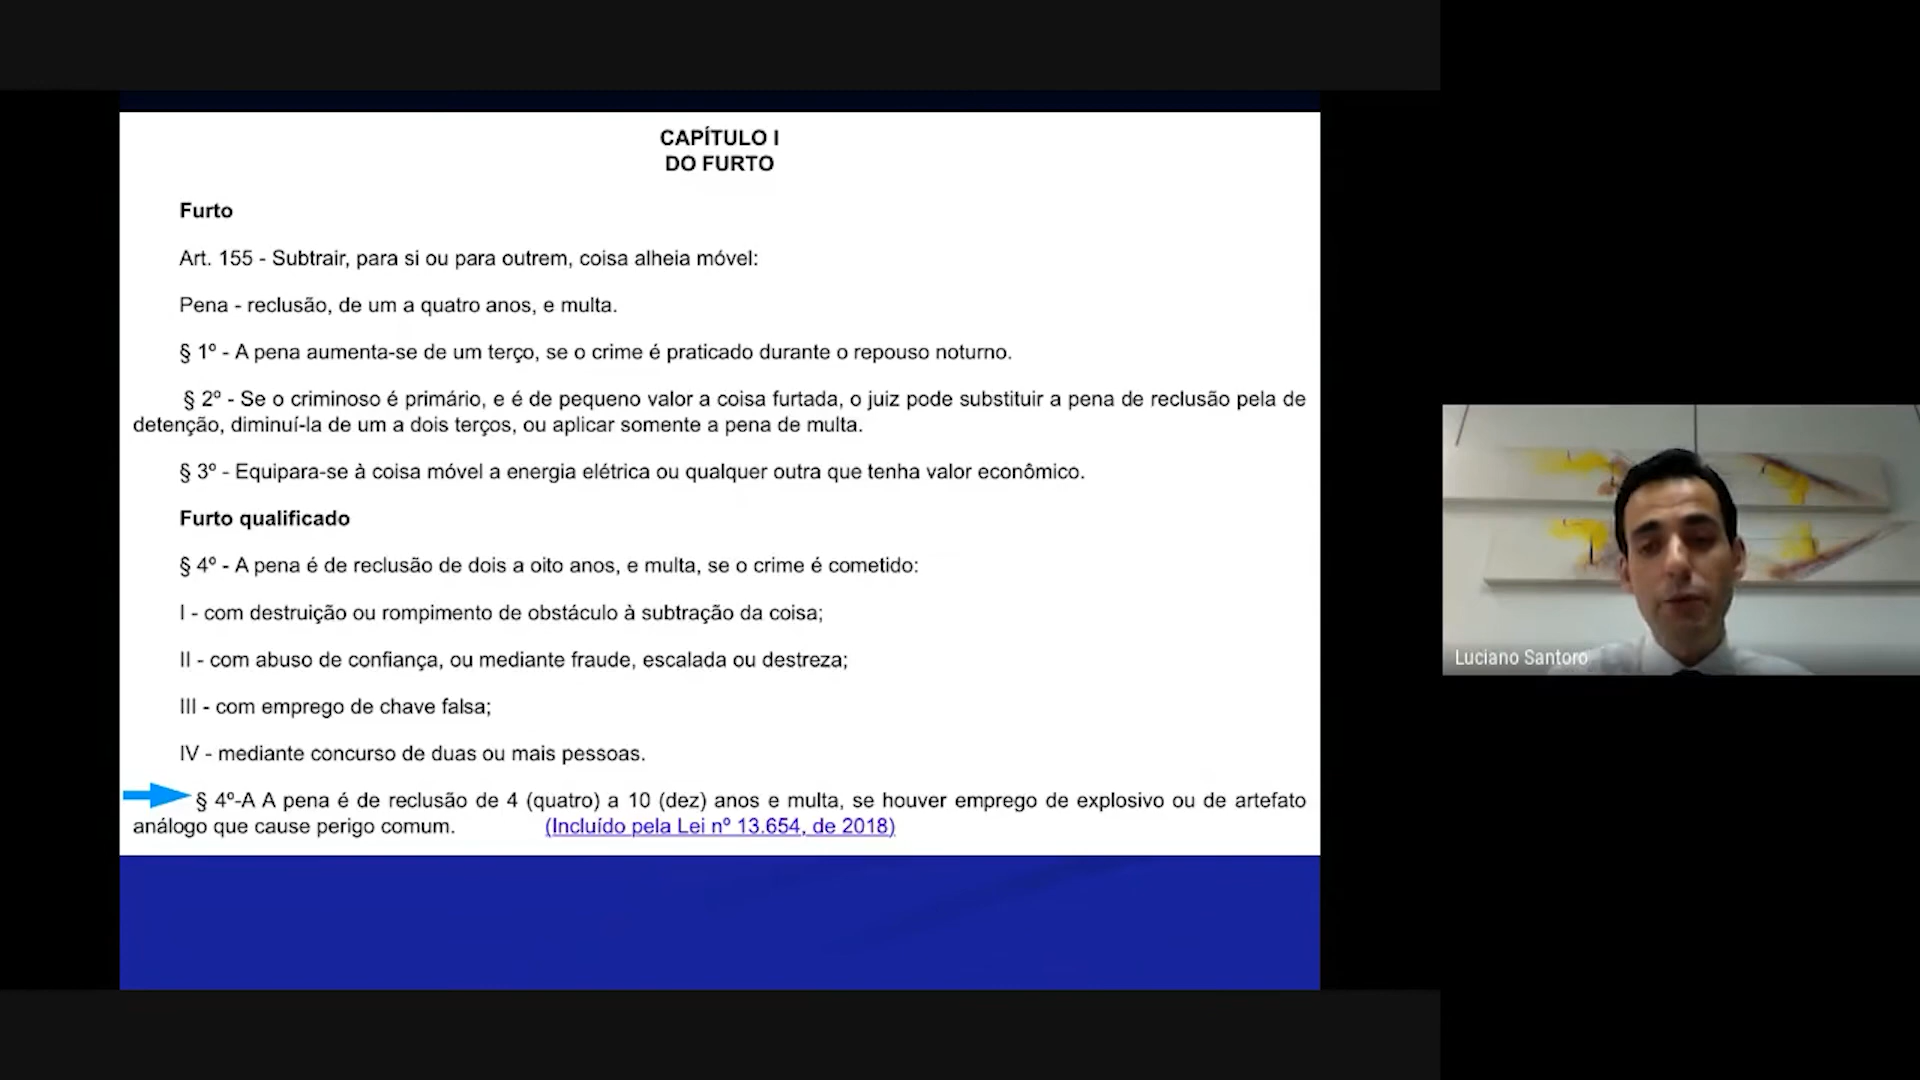 CAPÍTULO I
DO FURTO
Furto
Art. 155 - Subtrair, para si ou para outrem, coisa alheia móvel:
Pena - reclusão, de um a quatro anos, e multa.
§ 1º - A pena aumenta-se de um terço, se o crime é praticado durante o repouso noturno.
§ 2º - Se o criminoso é primário, e é de pequeno valor a coisa furtada, o juiz pode substituir a pena de reclusão pela de
detenção, diminuí-la de um a dois terços, ou aplicar somente a pena de multa.
§ 3º - Equipara-se à coisa móvel a energia elétrica ou qualquer outra que tenha valor econômico.
Furto qualificado
§ 4º - A pena é de reclusão de dois a oito anos, e multa, se o crime é cometido:
I - com destruição ou rompimento de obstáculo à subtração da coisa;
II - com abuso de confiança, ou mediante fraude, escalada ou destreza;
III - com emprego de chave falsa;
IV - mediante concurso de duas ou mais pessoas.
§ 4º-A A pena é de reclusão de 4 (quatro) a 10 (dez) anos e multa, se houver emprego de explosivo ou de artefato
análogo que cause perigo comum. (Incluído pela Lei nº 13.654, de 2018)
Luciano Santoro